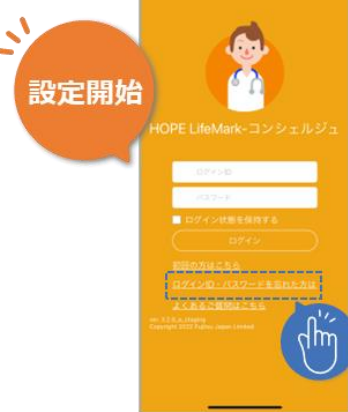 設定開始
HOPE LifeMark-コンシェルジュ
ログインID
パスワード
ログイン状態を保持する
ログイン
初回の方はこちら
ログインID・パスワードを忘れた方は
よくあるご質問はこちら
Copyright 2022 Fujitsu Japan Limited